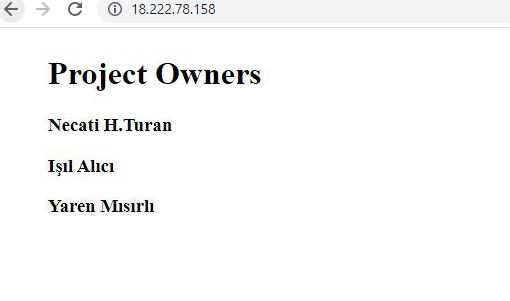 18.222.78.158
Project Owners
Necati H.Turan
Işıl Alıcı
Yaren Mısırlı